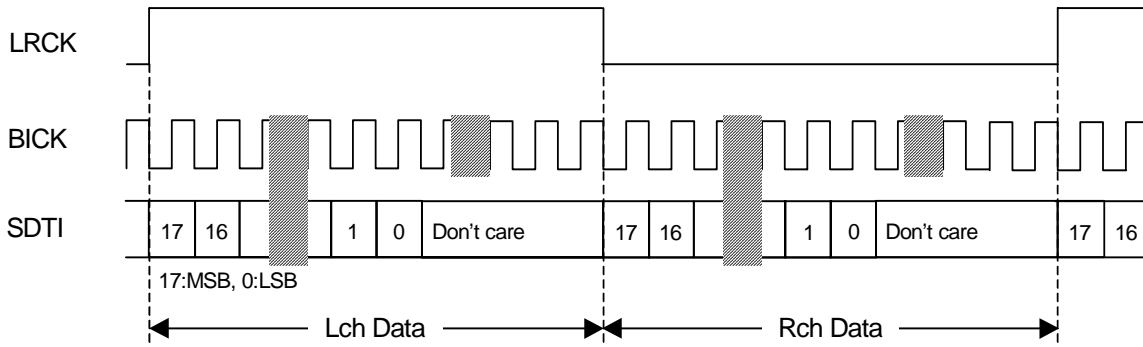 LRCK
BICK
SDTI 17 16 1 0 Don't care 17 16 1 0 Don't care 17 16
17:MSB, 0:LSB
Lch Data Rch Data